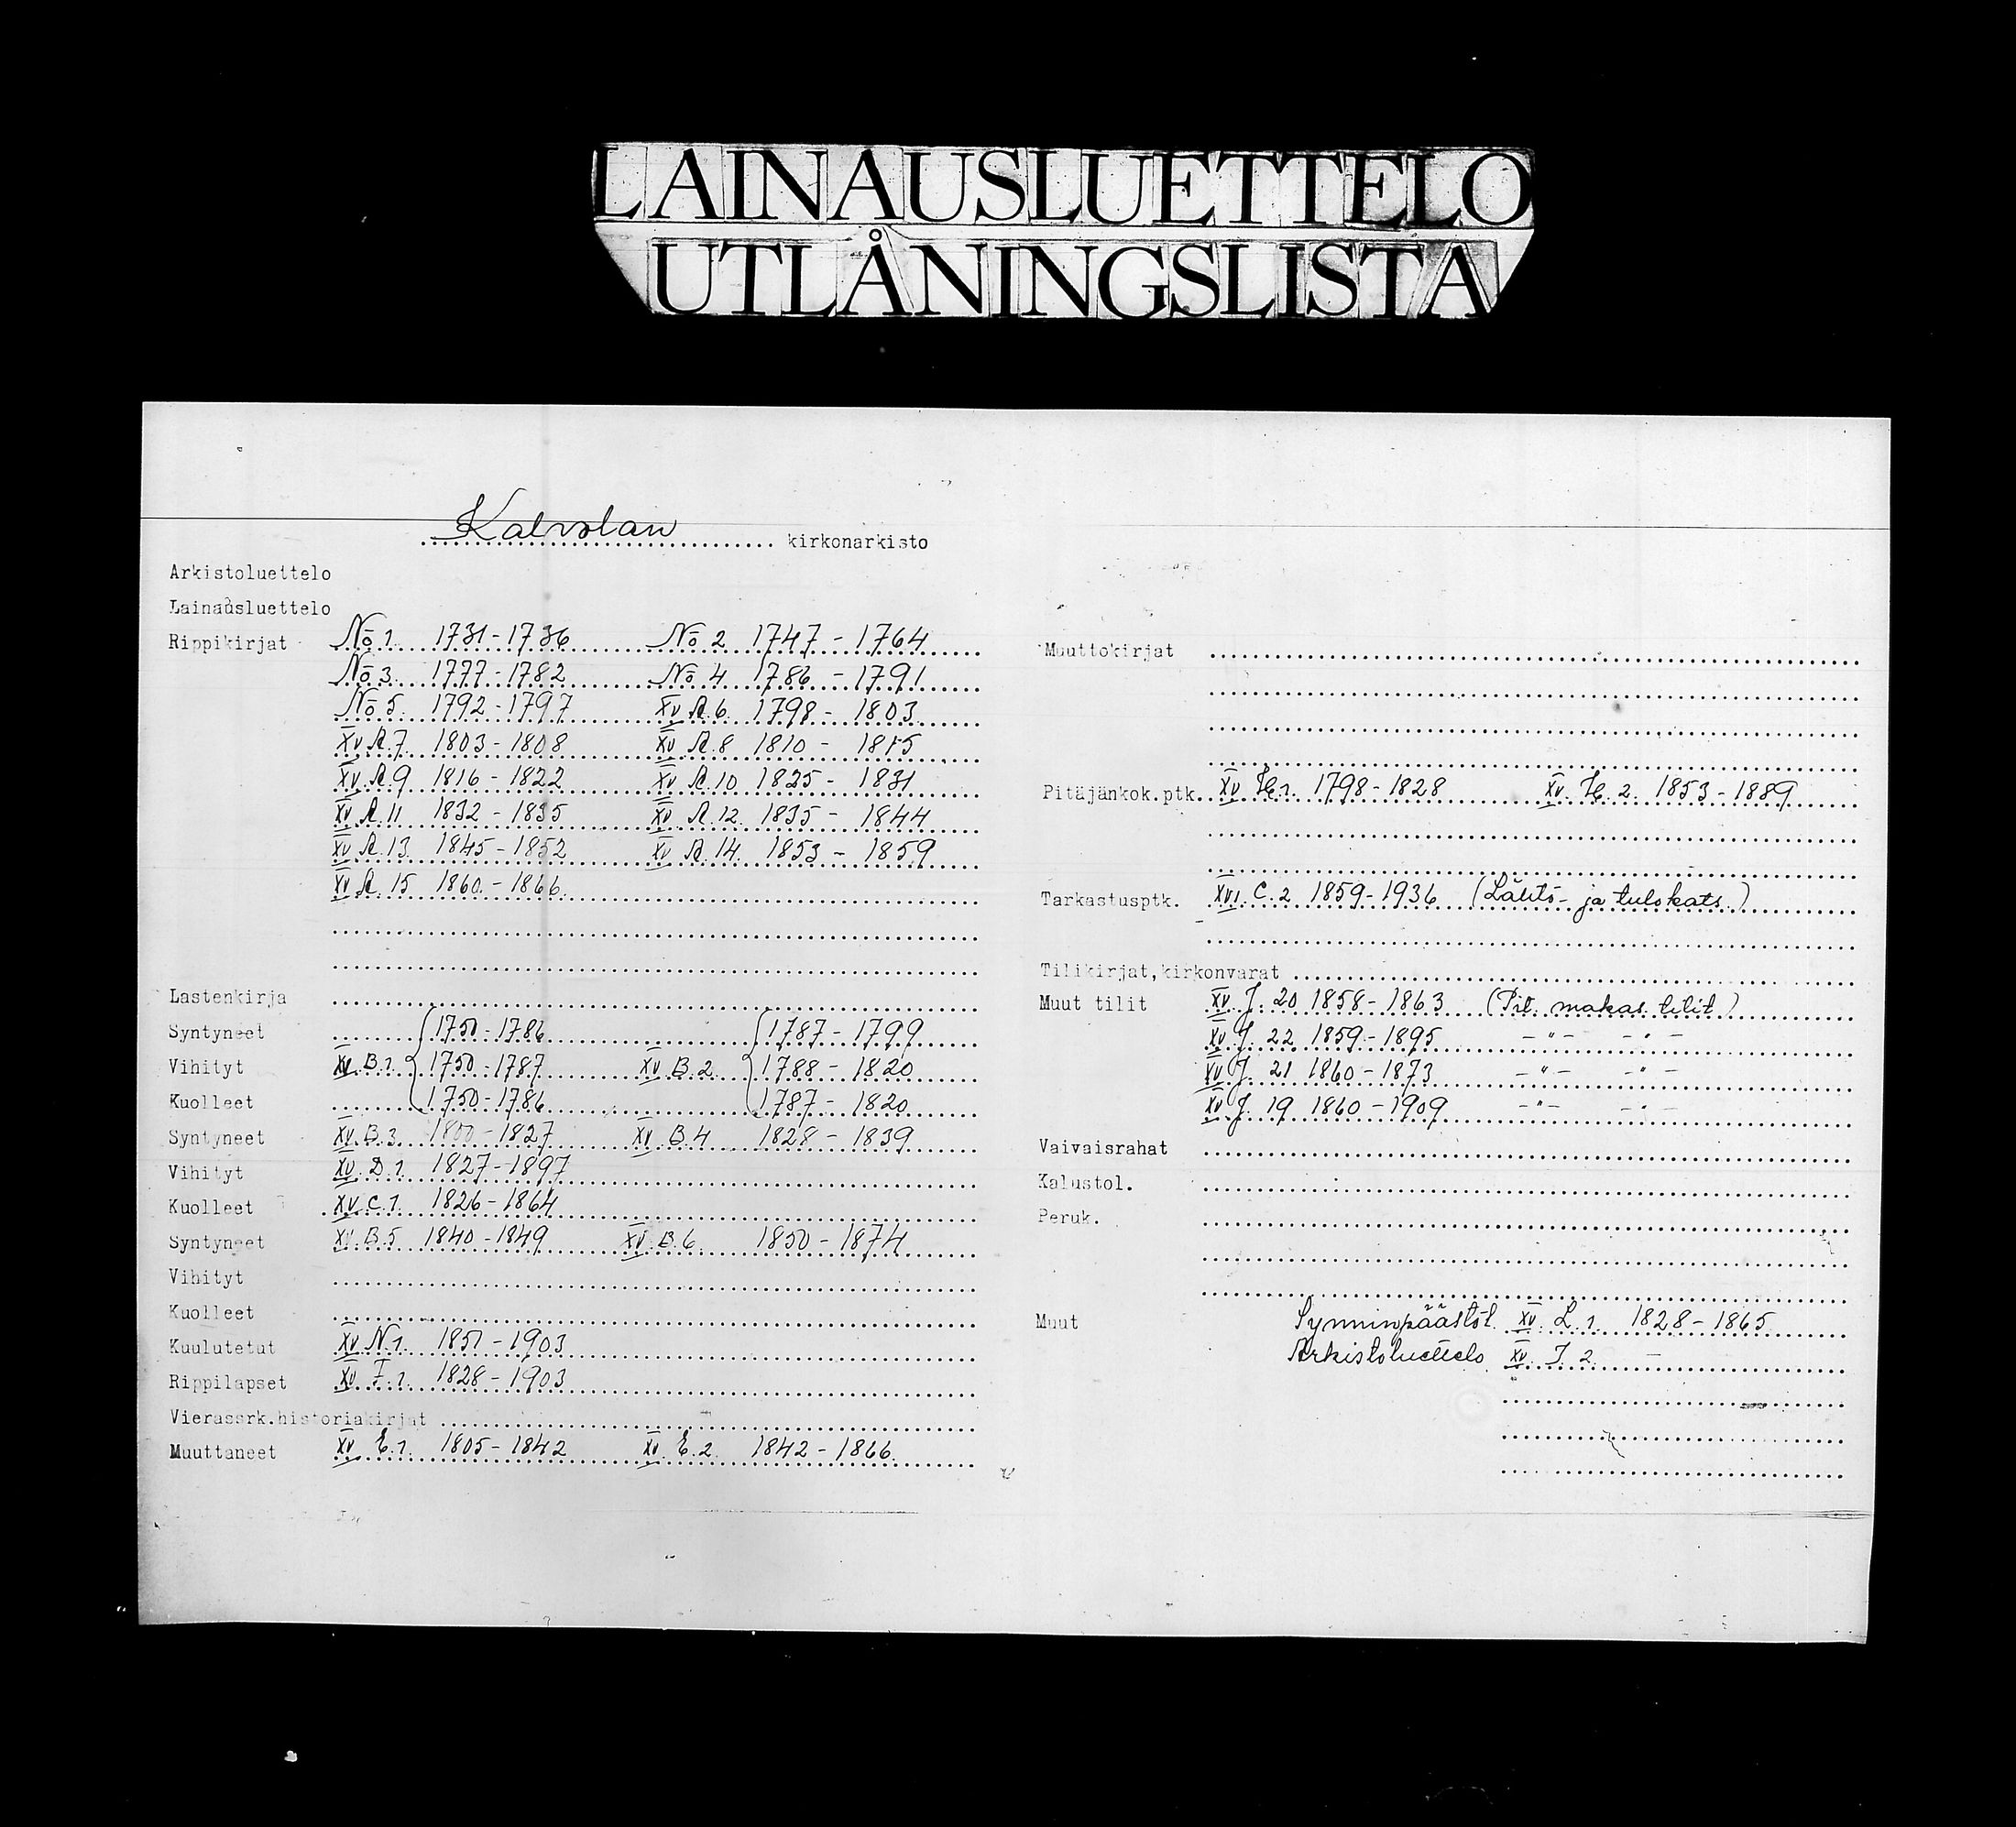 LAINAUSLUETTELO
UTLÅNINGSLISTA
Kalvolan kirkonarkisto
Arkistoluettelo
Lainausluettelo
Rippikirjat No 1. 1731-1736 No 2 1747-1764
No 3. 1777-1782 No 4 1786-1791
No 5. 1792-1797 XV A.6. 1798-1803
XV A.7. 1803-1808 XV A.8 1810-1815
XV A.9 1816-1822 XV A.10 1825-1831
XV A.11 1832-1835 XV A.12. 1835-1844
XV A.13. 1845-1852 XV A.14. 1853-1859
XV A.15 1860-1866.
Lastenkirja
Syntyneet 1750-1786 1787-1799
Vihityt XV.B.1. 1750-1787 XV B.2. 1788-1820
Kuolleet 1750-1786 1787-1820
Syntyneet XV.B.3. 1800-1827 XV.B.4 1828-1839
Vihityt XV.D.1. 1827-1897
Kuolleet XV.C.1. 1826-1864
Syntyneet XV.B.5 1840-1849 XV.B.6. 1850-1874
Vihityt
Kuolleet
Kuulutetut XV N.1. 1851-1903
Rippilapset XV F.1. 1828-1903
Vierassrk.historiakirjat
Muuttaneet XV E.1. 1805-1842 XV E.2. 1842-1866.
Muuttokirjat
Pitäjänkok.ptk. XV 1. 1798-1828 XV 2. 1853-1889
Tarkastusptk. XVI.C.2 1859-1936 (Lähtö- ja tulokats.)
Tilikirjat,kirkonvarat
Muut tilit XV.J.20 1858-1863 (Pit. makas. tilit)
XV.J.22 1859-1895 -"- -"-
XV.J.21 1860-1873 -"- -"-
XV.J.19 1860-1909 -"- -"-
Vaivaisrahat
Kalustol.
Peruk.
Muut Synninpäästöt. XV.L.1. 1828-1865
Arkistoluettelo XV. J.2. -